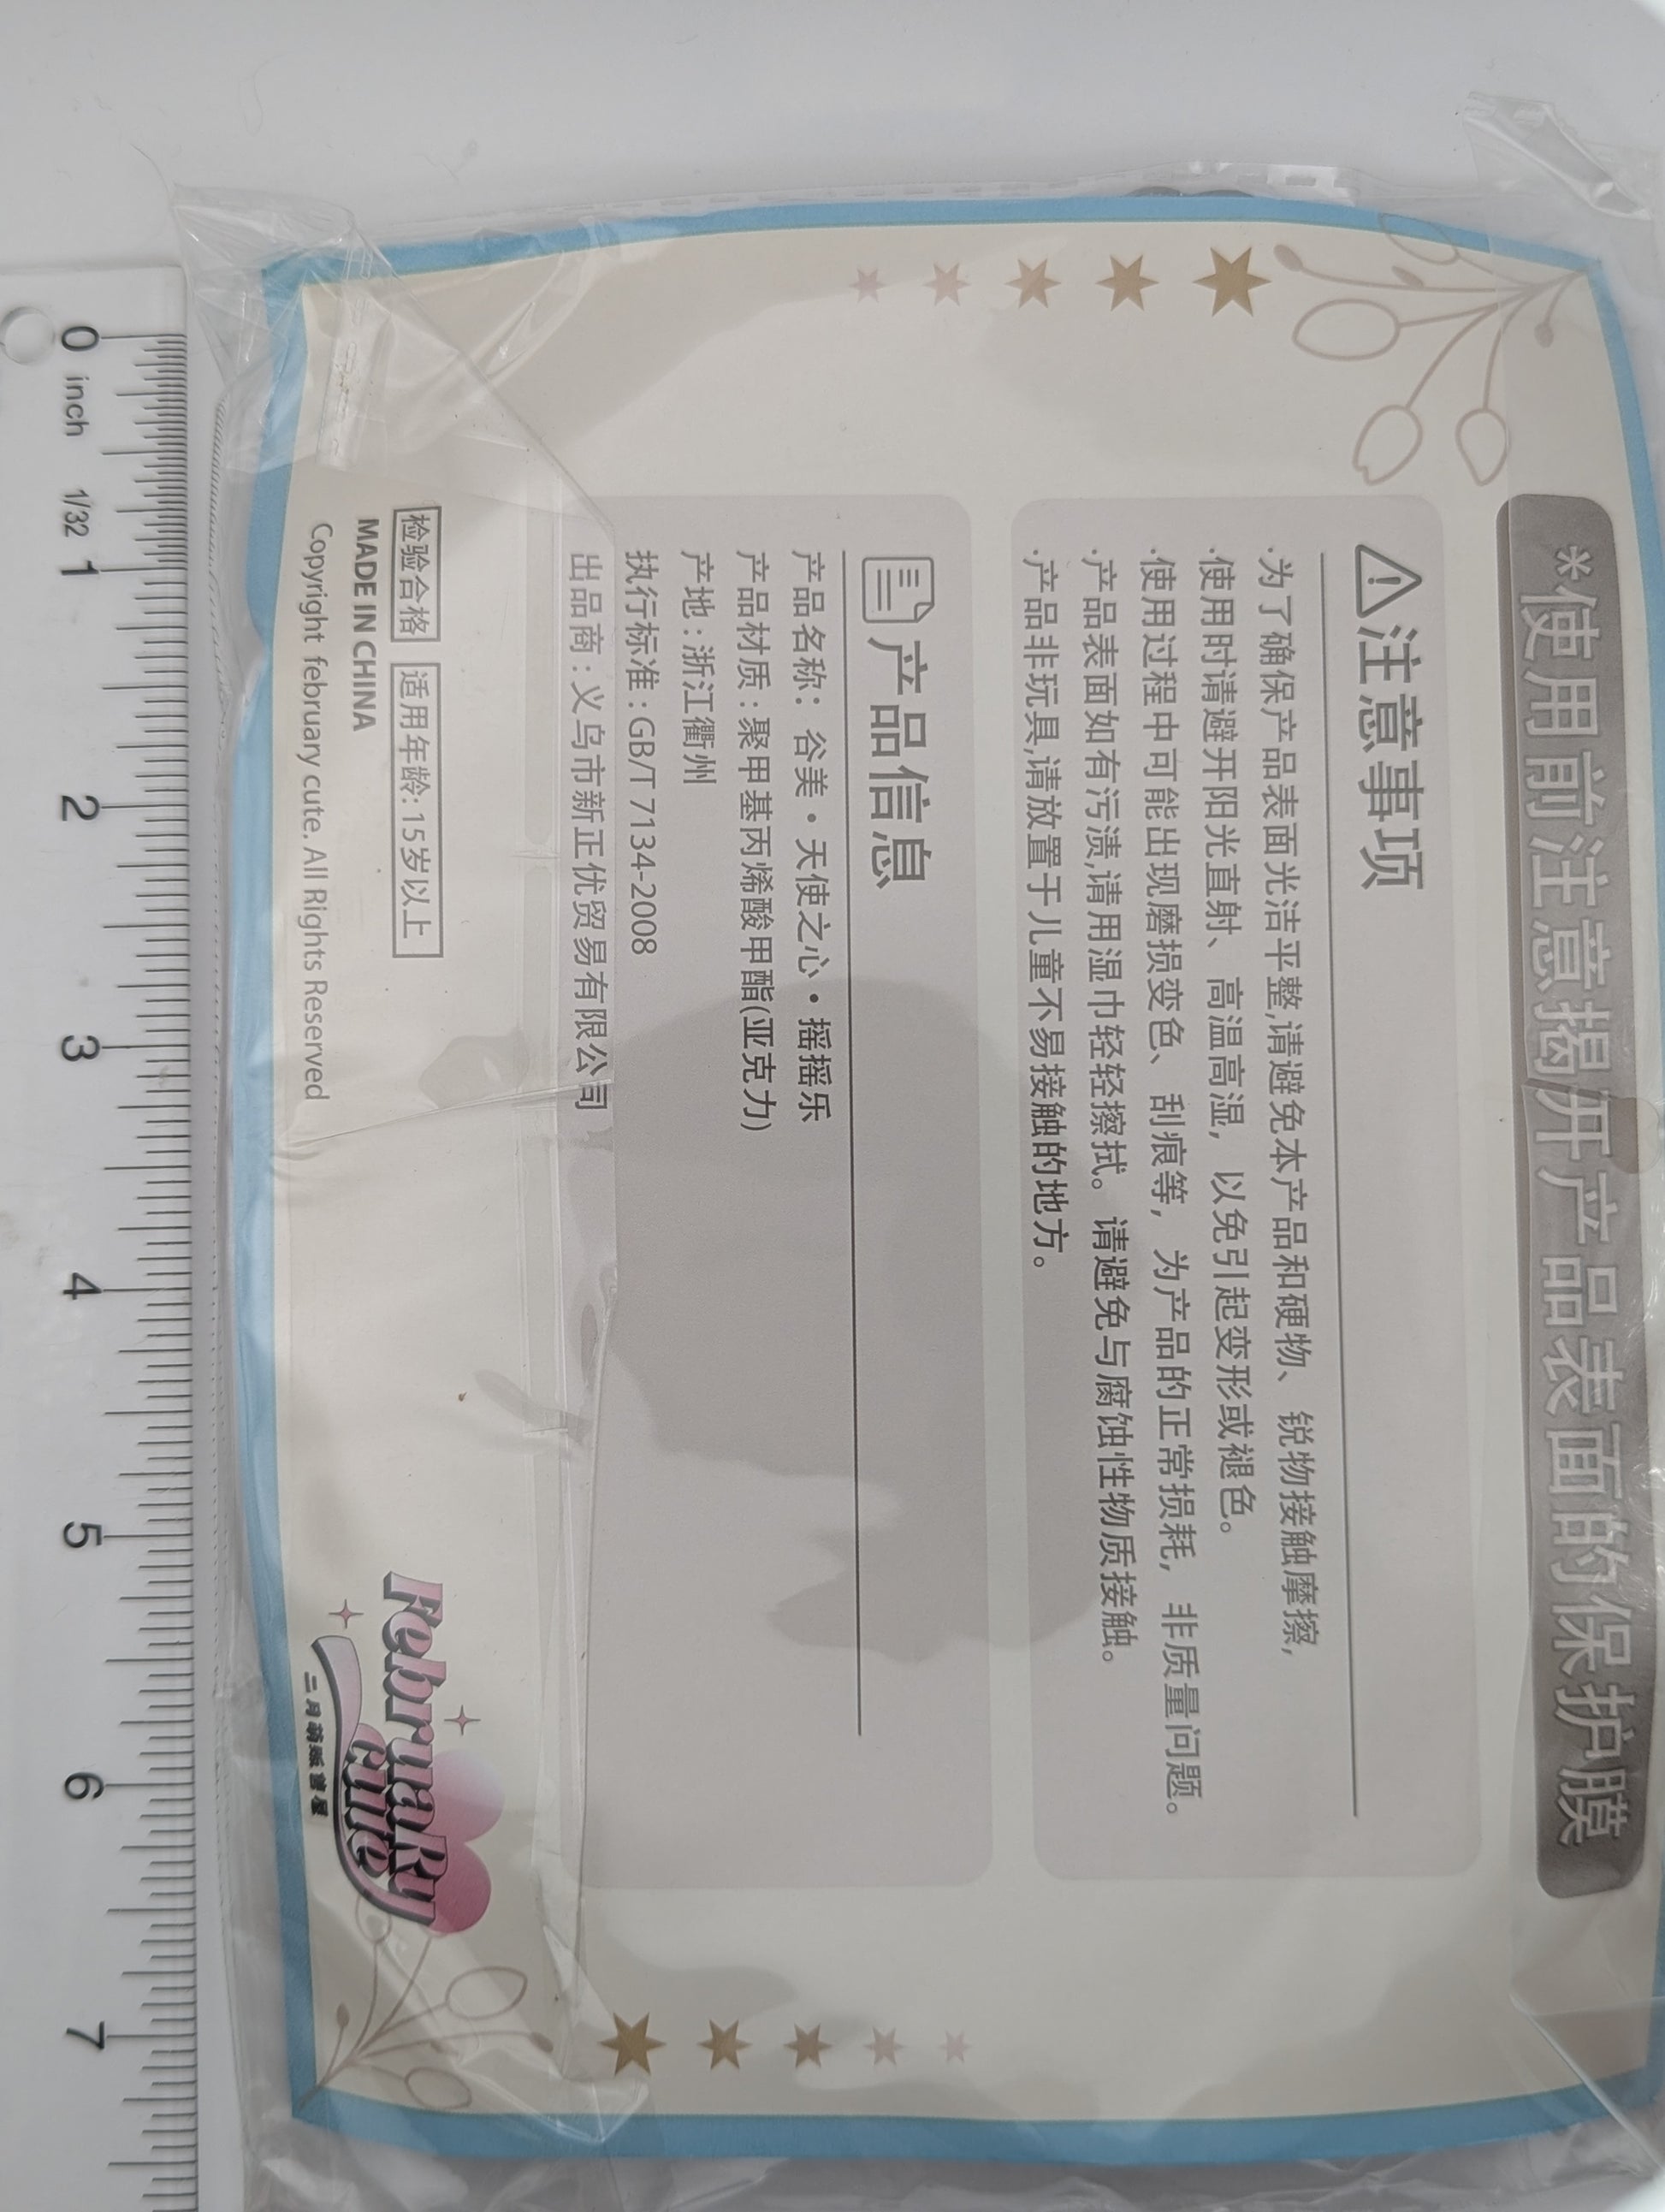 *使用前注意揭开产品表面的保护膜
注意事项
·为了确保产品表面光洁平整,请避免本产品和硬物、锐物接触摩擦,
·使用时请避开阳光直射、高温高湿,以免引起变形或褪色。
·使用过程中可能出现磨损变色、刮痕等,为产品的正常损耗,非质量问题。
·产品表面如有污渍,请用湿巾轻轻擦拭。请避免与腐蚀性物质接触。
·产品非玩具,请放置于儿童不易接触的地方。
产品信息
产品名称：谷美•天使之心•摇摇乐
产品材质:聚甲基丙烯酸甲酯(亚克力)
产地:浙江衢州
执行标准:GB/T 7134-2008
出品商:义乌市新正优贸易有限公司
检验合格 适用年龄:15岁以上
MADE IN CHINA
Copyright february cute. All Rights Reserved
FebruaRy
cute
二月萌贩售屋
0 inch 1/32 1 2 3 4 5 6 7